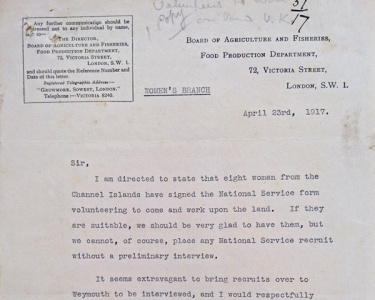 Volunteers to work
31
17
Any further communication should be
addressed not to any individual by name,
but to—
THE DIRECTOR,
BOARD OF AGRICULTURE AND FISHERIES,
FOOD PRODUCTION DEPARTMENT,
72, VICTORIA STREET,
LONDON, S.W. 1.
and should quote the Reference Number and
Date of this letter.
Registered Telegraphic Address:—
"GROWMORE, SOWEST, LONDON."
Telephone:—VICTORIA 8240.
BOARD OF AGRICULTURE AND FISHERIES,
FOOD PRODUCTION DEPARTMENT,
72, VICTORIA STREET,
LONDON, S.W. 1.
WOMEN'S BRANCH
April 23rd, 1917.
Sir,
I am directed to state that eight women from the
Channel Islands have signed the National Service form
volunteering to come and work upon the land. If they
are suitable, we should be very glad to have them, but
we cannot, of course, place any National Service recruit
without a preliminary interview.
It seems extravagant to bring recruits over to
Weymouth to be interviewed, and I would respectfully